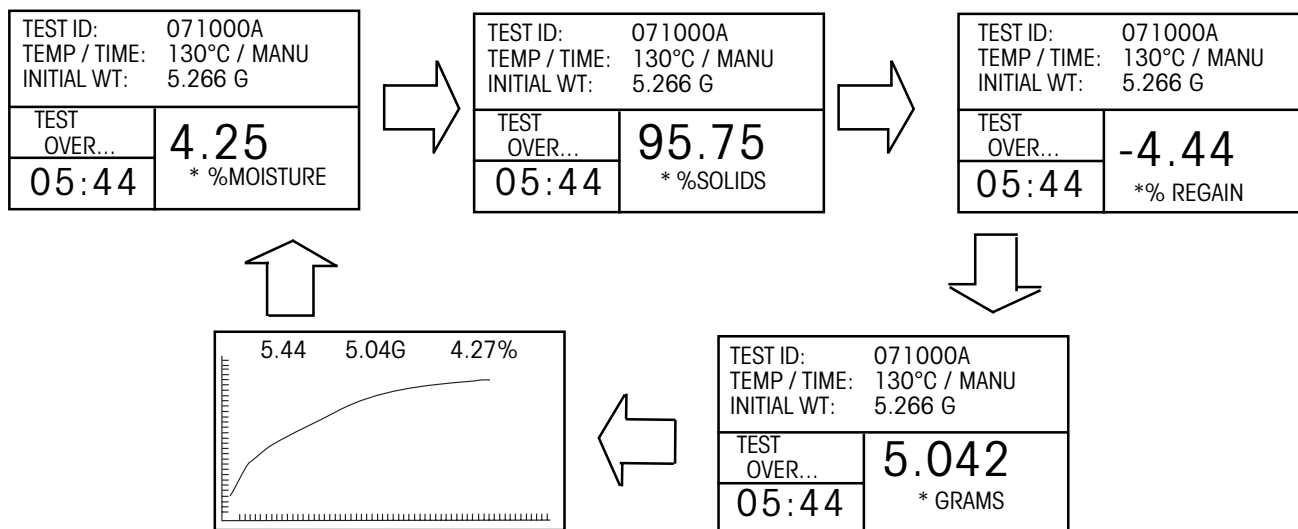 TEST ID: 071000A
TEMP / TIME: 130°C / MANU
INITIAL WT: 5.266 G
TEST
OVER...
05:44
4.25
* %MOISTURE
TEST ID: 071000A
TEMP / TIME: 130°C / MANU
INITIAL WT: 5.266 G
TEST
OVER...
05:44
95.75
* %SOLIDS
TEST ID: 071000A
TEMP / TIME: 130°C / MANU
INITIAL WT: 5.266 G
TEST
OVER...
05:44
-4.44
*% REGAIN
5.44 5.04G 4.27%
TEST ID: 071000A
TEMP / TIME: 130°C / MANU
INITIAL WT: 5.266 G
TEST
OVER...
05:44
5.042
* GRAMS